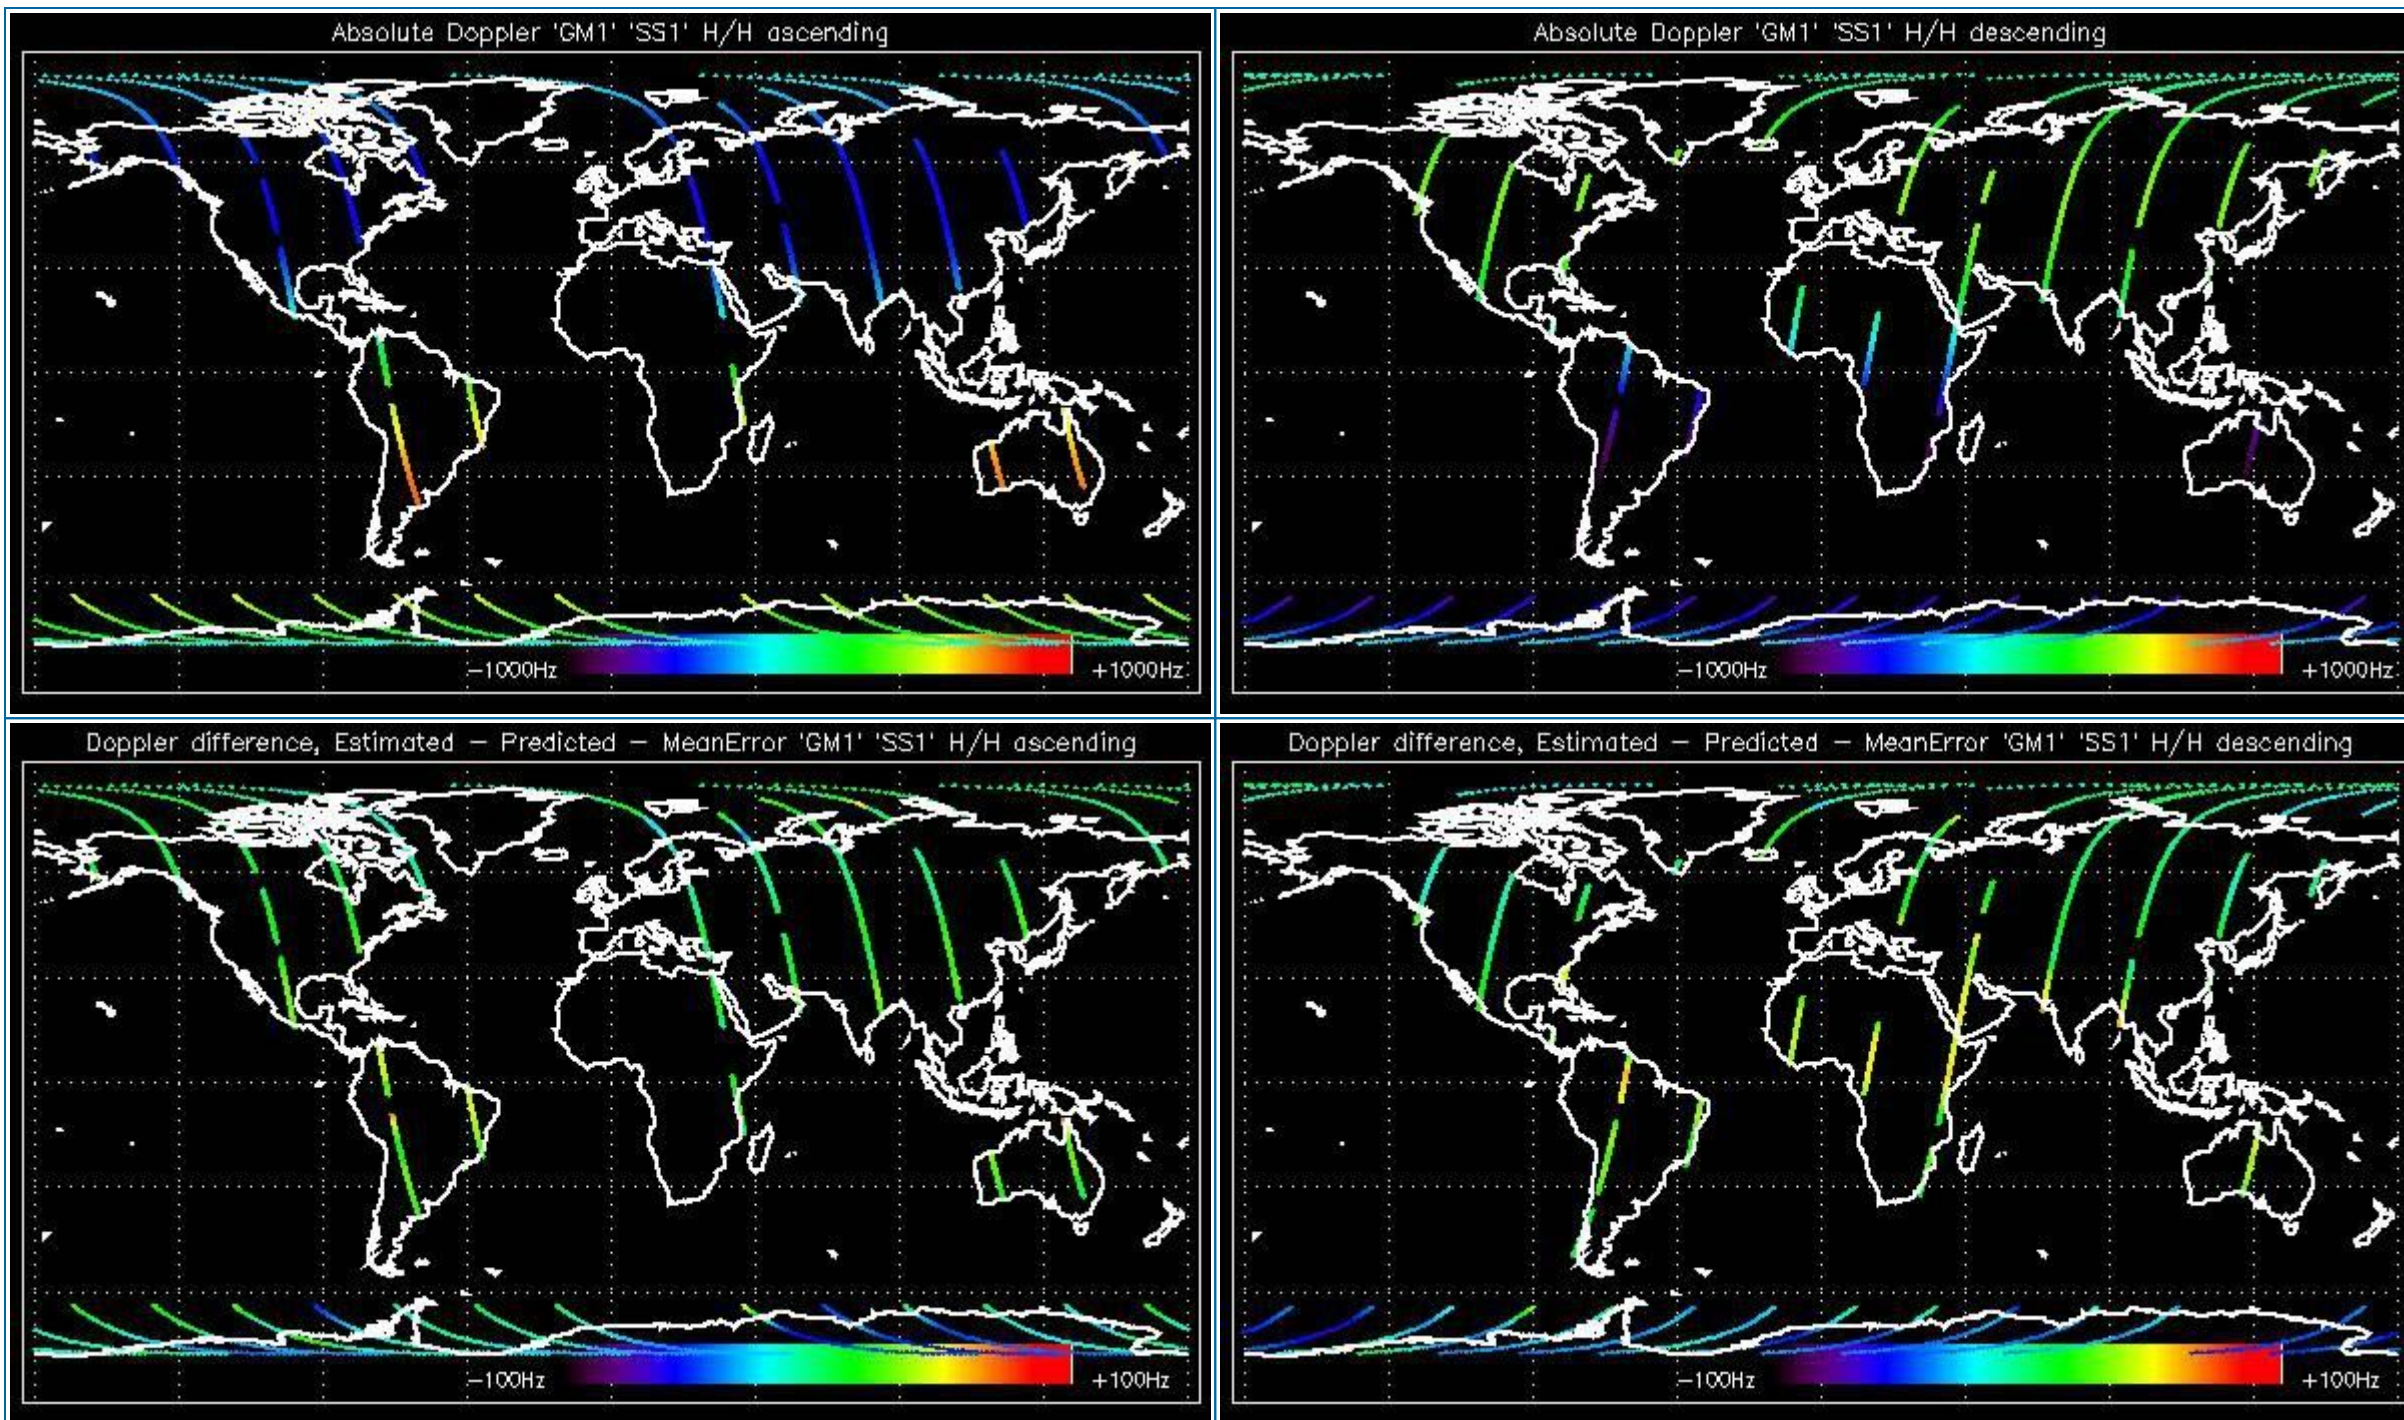 Absolute Doppler 'GM1' 'SS1' H/H ascending
−1000Hz
+1000Hz
Absolute Doppler 'GM1' 'SS1' H/H descending
−1000Hz
+1000Hz
Doppler difference, Estimated − Predicted − MeanError 'GM1' 'SS1' H/H ascending
−100Hz
+100Hz
Doppler difference, Estimated − Predicted − MeanError 'GM1' 'SS1' H/H descending
−100Hz
+100Hz